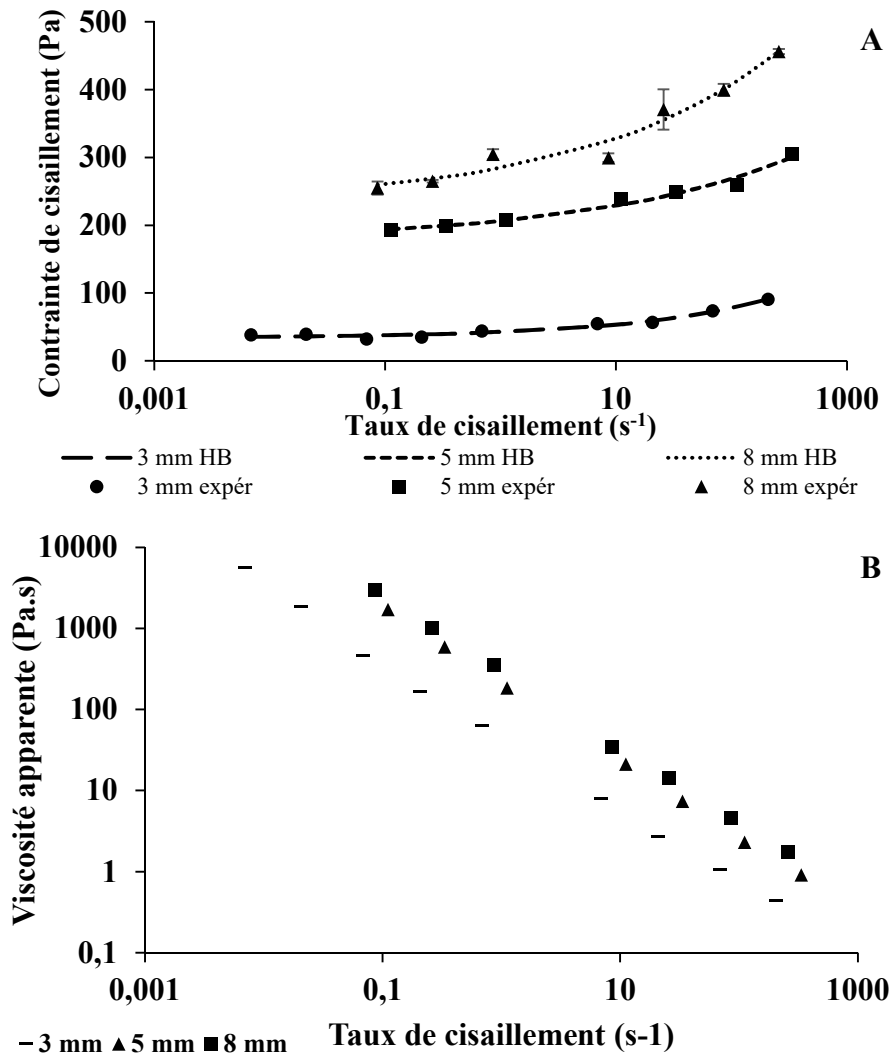 A
Contrainte de cisaillement (Pa)
500
400
300
200
100
0
0,001
0,1
10
1000
Taux de cisaillement (s-1)
3 mm HB
5 mm HB
8 mm HB
3 mm expér
5 mm expér
8 mm expér
B
Viscosité apparente (Pa.s)
10000
1000
100
10
1
0,1
0,001
0,1
10
1000
Taux de cisaillement (s-1)
3 mm
5 mm
8 mm